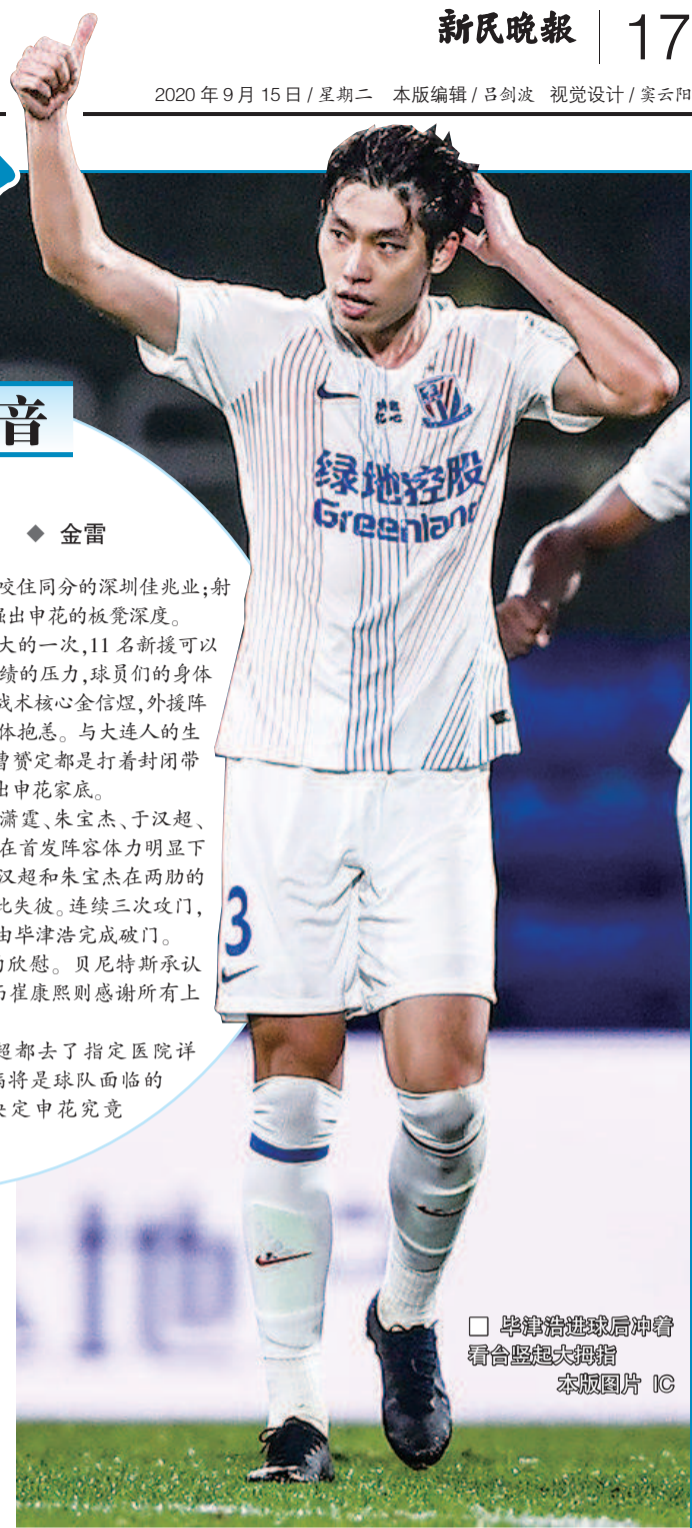 新民晚报 17
2020年9月15日/星期二 本版编辑/吕剑波 视觉设计/窦云阳
音
◆ 金雷
咬住同分的深圳佳兆业;射
出申花的板凳深度。
大的一次,11名新援可以
绩的压力,球员们的身体
战术核心金信煜,外援阵
体抱恙。与大连人的生
曹赟定都是打着封闭带
出申花家底。
潇霆、朱宝杰、于汉超、
在首发阵容体力明显下
汉超和朱宝杰在两肋的
此失彼。连续三次攻门,
由毕津浩完成破门。
欣慰。贝尼特斯承认
而崔康熙则感谢所有上
超都去了指定医院详
将是球队面临的
决定申花究竟
绿地控股
Greenland
3
□ 毕津浩进球后冲着
看台竖起大拇指
本版图片 IC